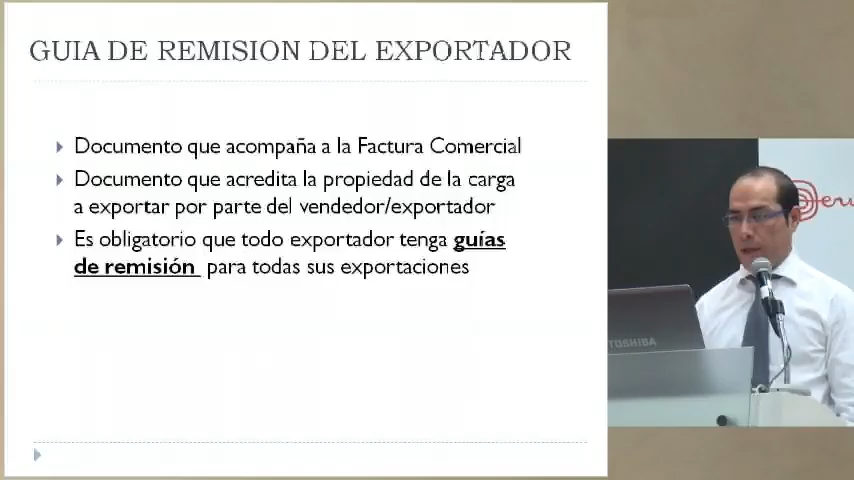 GUIA DE REMISION DEL EXPORTADOR
Documento que acompaña a la Factura Comercial
Documento que acredita la propiedad de la carga
a exportar por parte del vendedor/exportador
Es obligatorio que todo exportador tenga guías
de remisión para todas sus exportaciones
Peru
TOSHIBA